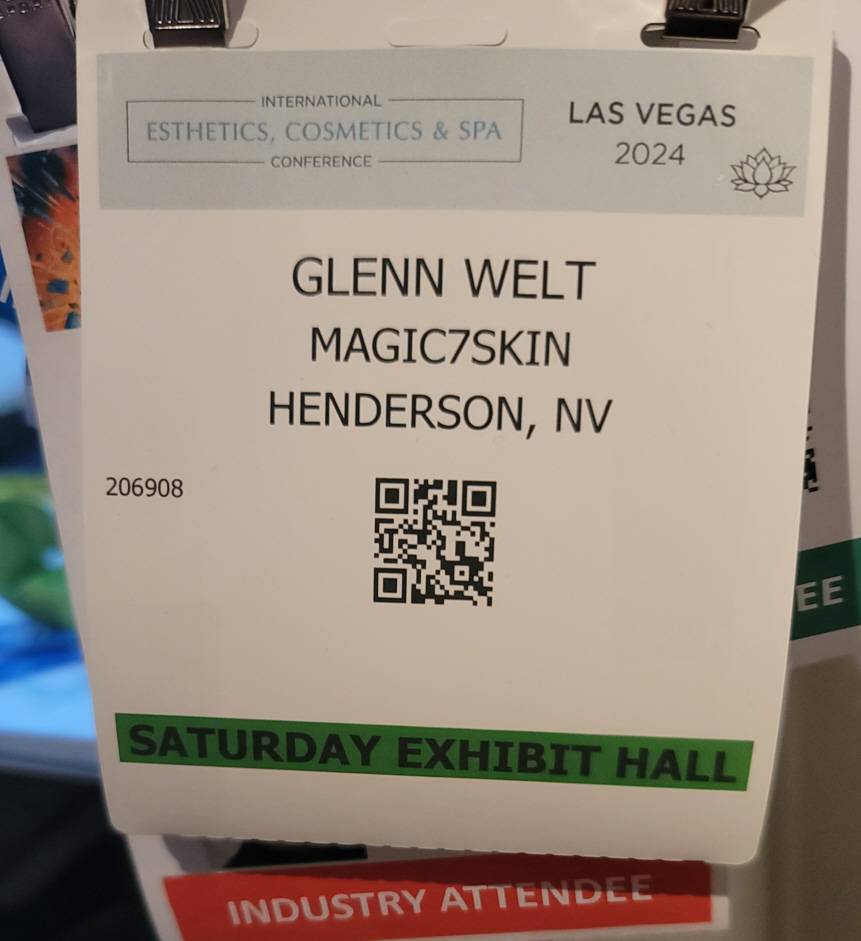 INTERNATIONAL
ESTHETICS, COSMETICS & SPA
CONFERENCE
LAS VEGAS
2024
GLENN WELT
MAGIC7SKIN
HENDERSON, NV
206908
SATURDAY EXHIBIT HALL
EE
INDUSTRY ATTENDEE